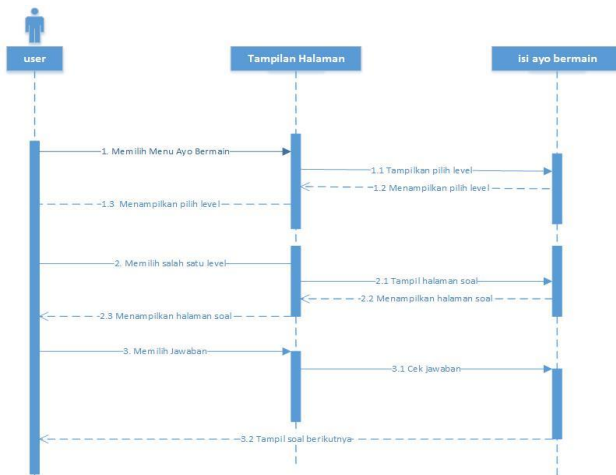 user
Tampilan Halaman
isi ayo bermain
1. Memilih Menu Ayo Bermain
1.1 Tampilkan pilih level
1.2 Menampilkan pilih level
1.3 Menampilkan pilih level
2. Memilih salah satu level
2.1 Tampil halaman soal
2.2 Menampilkan halaman soal
2.3 Menampilkan halaman soal
3. Memilih Jawaban
3.1 Cek jawaban
3.2 Tampil soal berikutnya